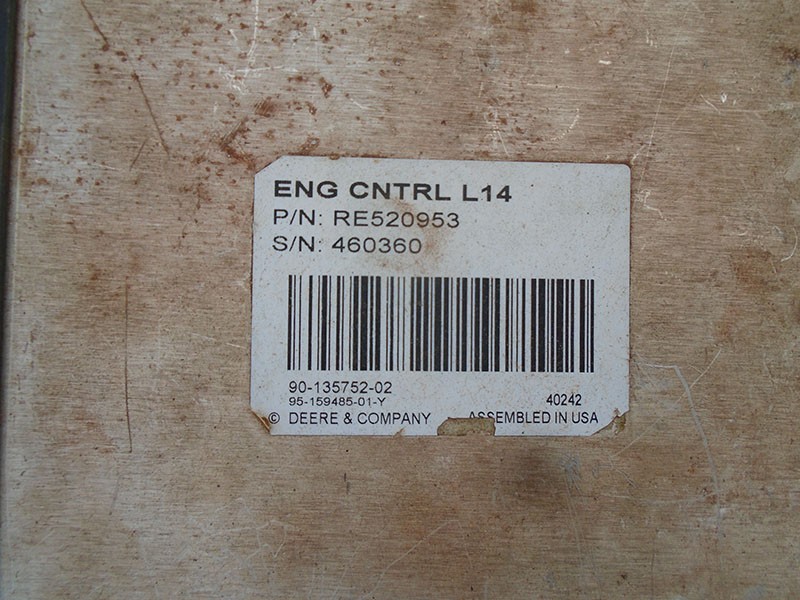 ENG CNTRL L14
P/N: RE520953
S/N: 460360
90-135752-02
95-159485-01-Y 40242
© DEERE & COMPANY ASSEMBLED IN USA